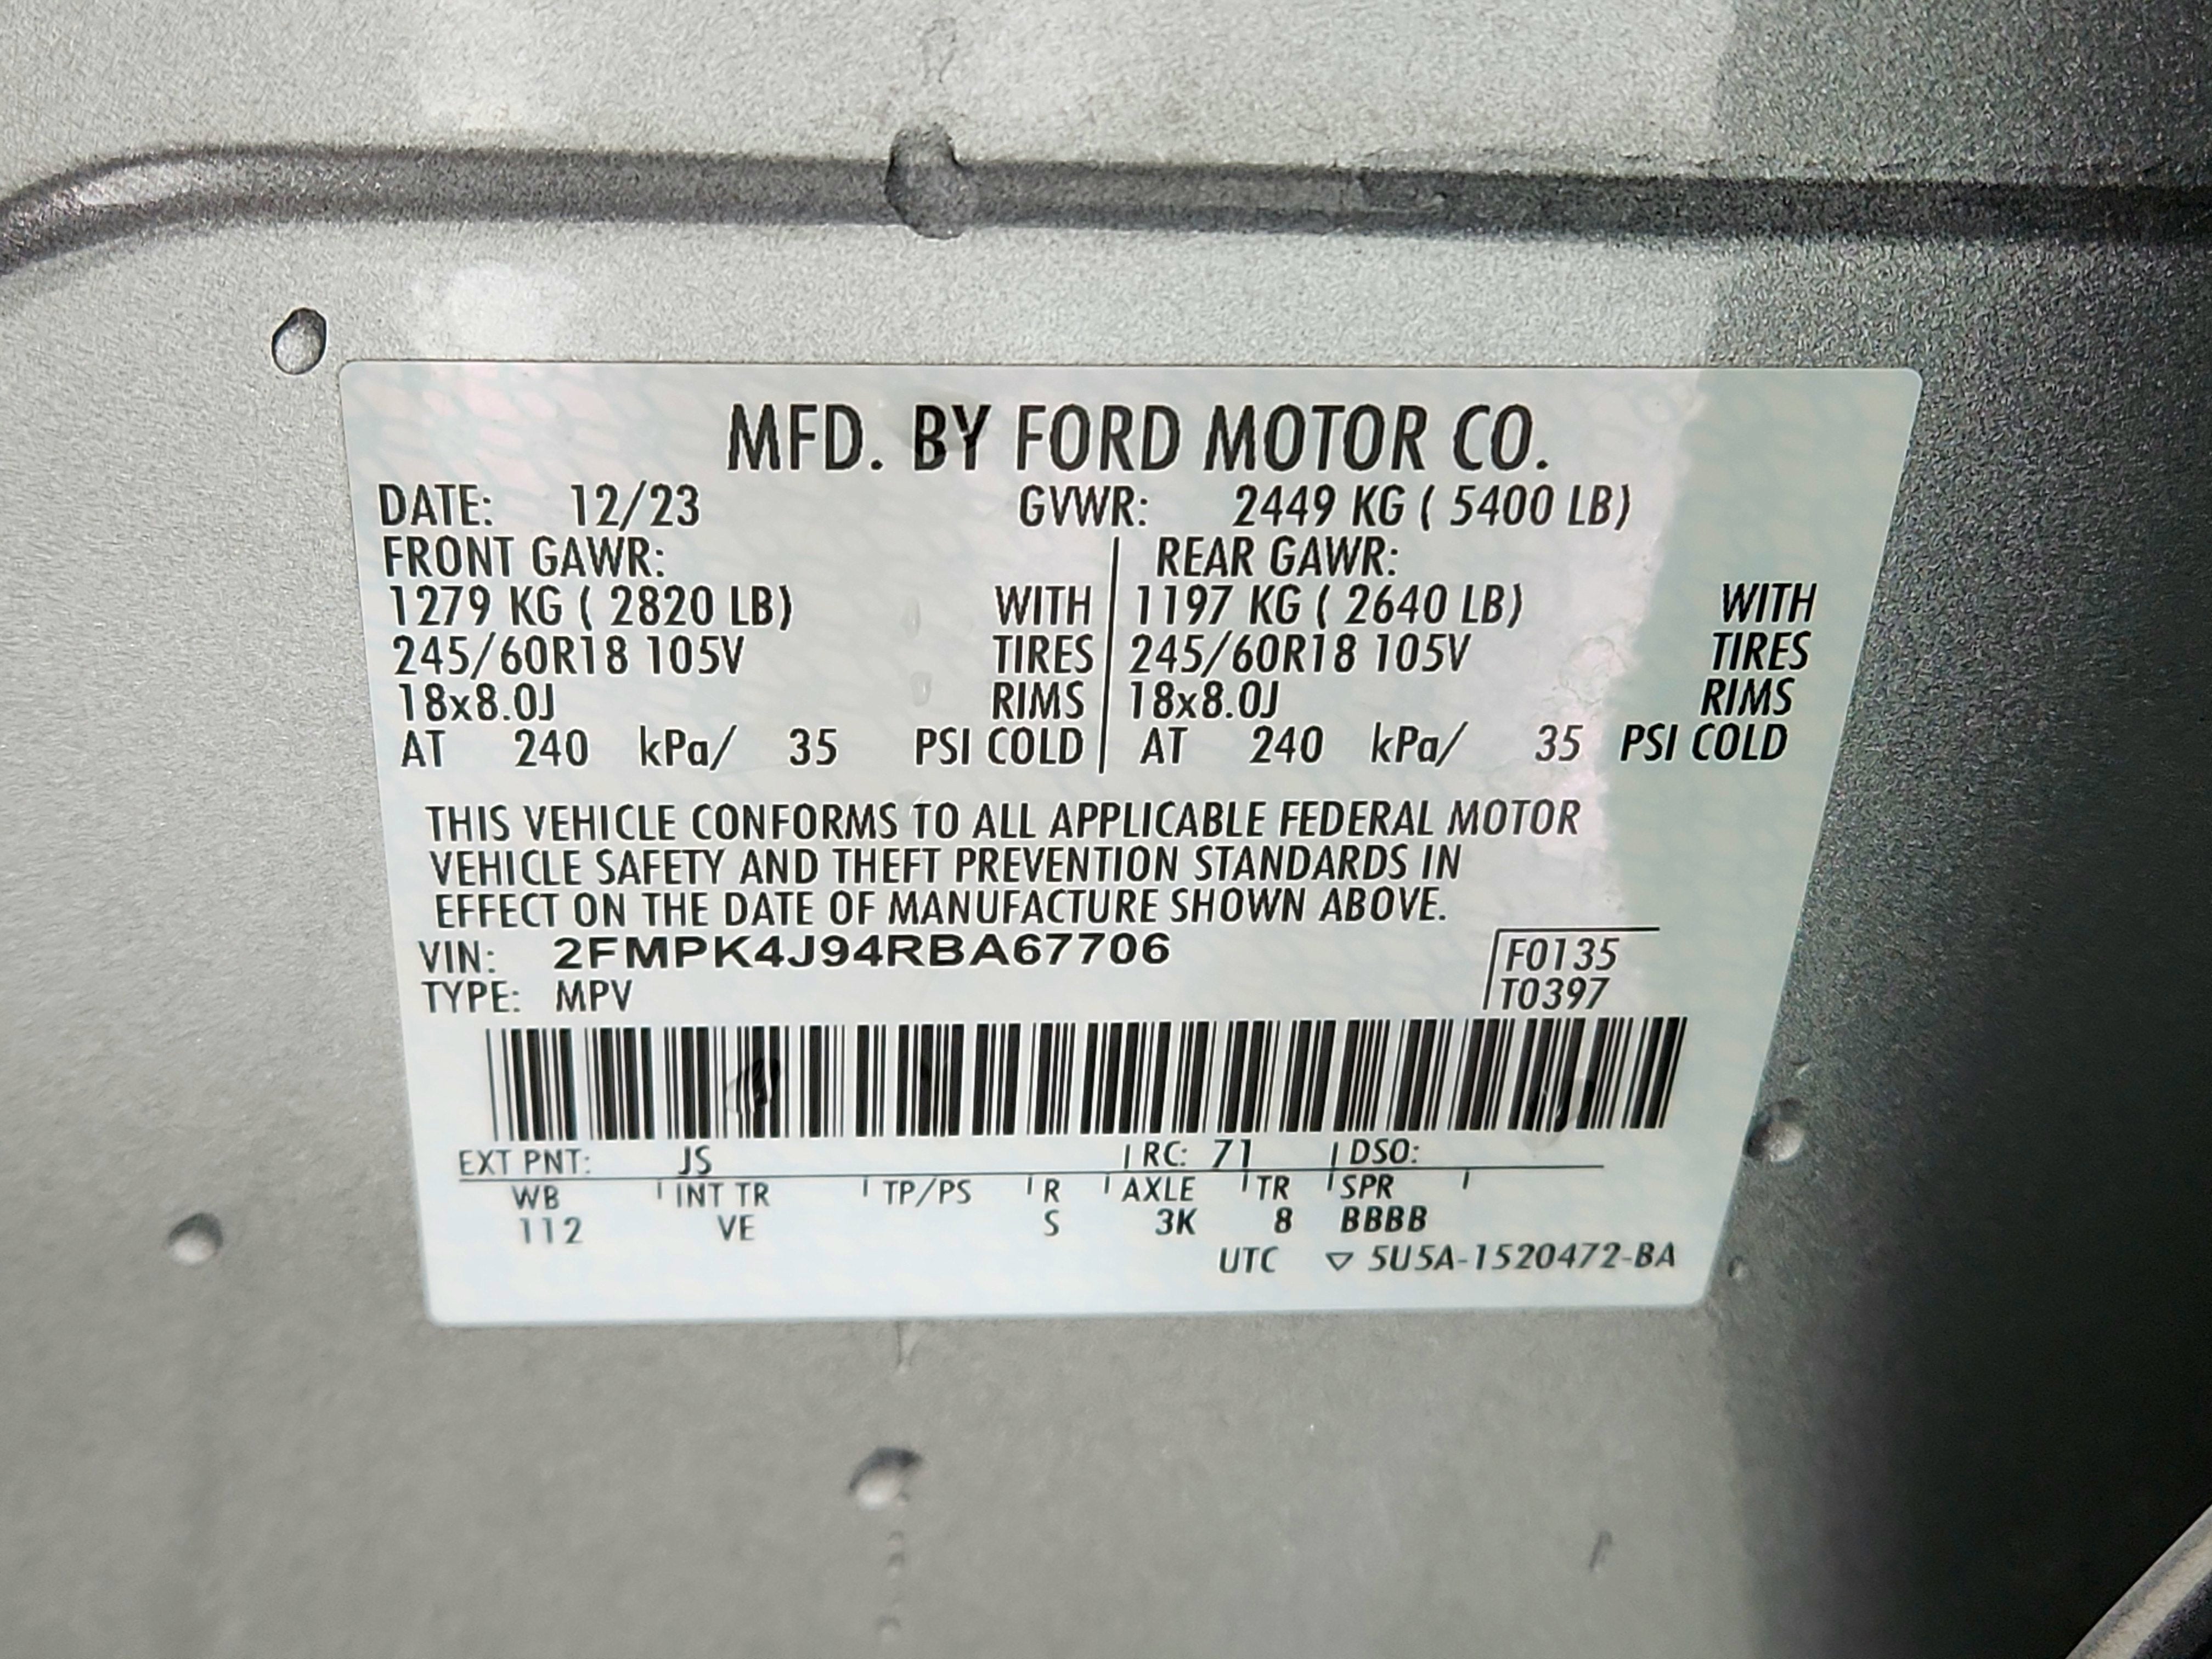 MFD. BY FORD MOTOR CO.
DATE: 12/23 GVWR: 2449 KG ( 5400 LB)
FRONT GAWR: REAR GAWR:
1279 KG ( 2820 LB) WITH 1197 KG ( 2640 LB) WITH
245/60R18 105V TIRES 245/60R18 105V TIRES
18x8.0J RIMS 18x8.0J RIMS
AT 240 kPa/ 35 PSI COLD AT 240 kPa/ 35 PSI COLD
THIS VEHICLE CONFORMS TO ALL APPLICABLE FEDERAL MOTOR
VEHICLE SAFETY AND THEFT PREVENTION STANDARDS IN
EFFECT ON THE DATE OF MANUFACTURE SHOWN ABOVE.
VIN: 2FMPK4J94RBA67706 F0135
TYPE: MPV T0397
EXT PNT: JS RC: 71 DSO:
WB INT TR TP/PS R AXLE TR SPR
112 VE S 3K 8 BBBB
UTC ▽ 5U5A-1520472-BA